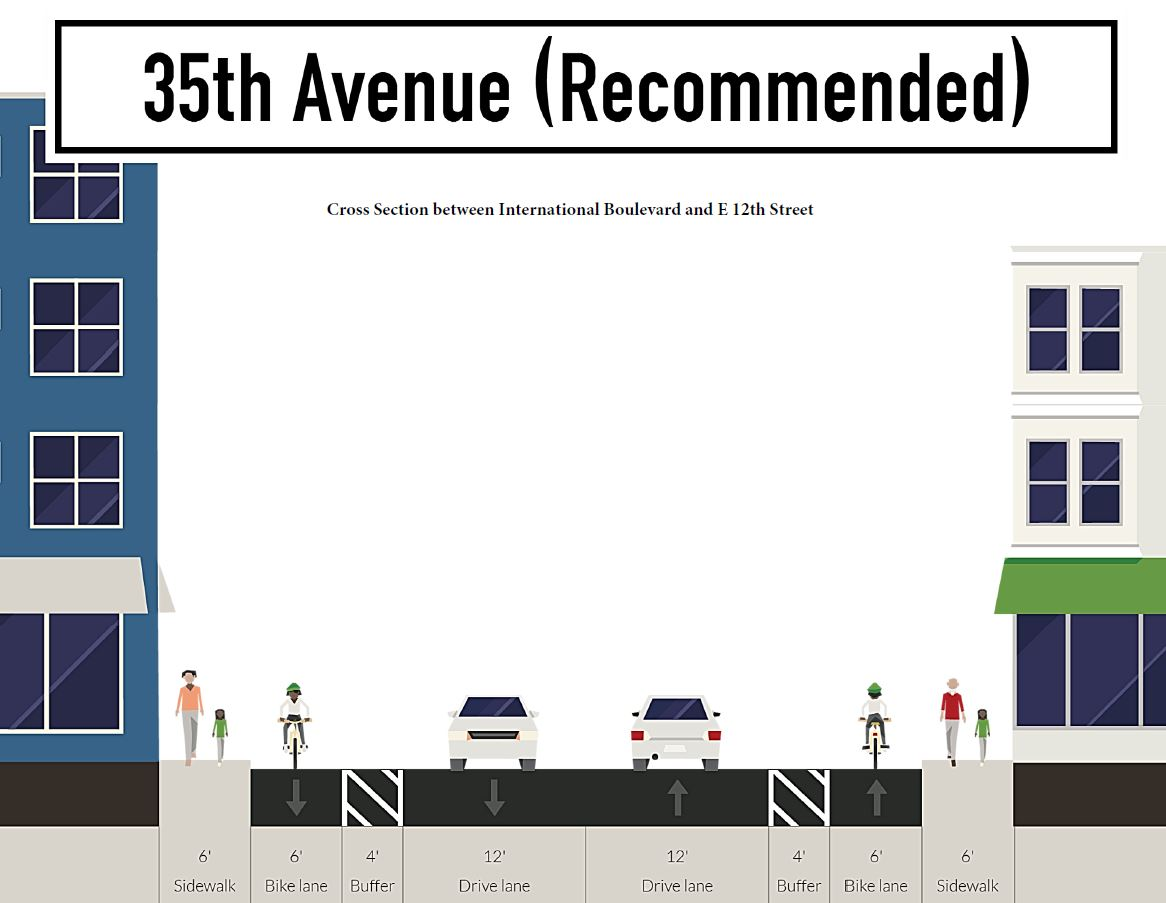 35th Avenue (Recommended)
Cross Section between International Boulevard and E 12th Street
6' 6' 4' 12' 12' 4' 6' 6'
Sidewalk Bike lane Buffer Drive lane Drive lane Buffer Bike lane Sidewalk